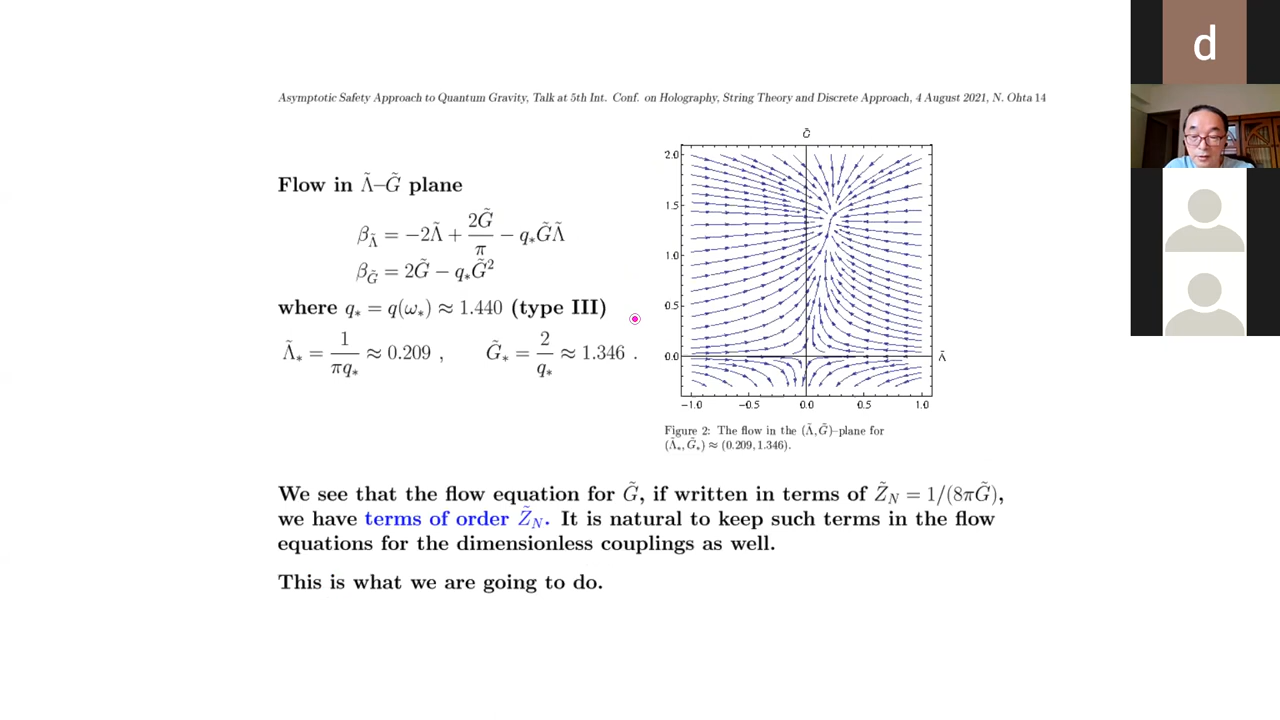 Asymptotic Safety Approach to Quantum Gravity, Talk at 5th Int. Conf. on Holography, String Theory and Discrete Approach, 4 August 2021, N. Ohta 14
d
Flow in Λ̃–G̃ plane
β_Λ̃ = −2Λ̃ + 2G̃/π − q_*G̃Λ̃
β_G̃ = 2G̃ − q_*G̃²
where q_* = q(ω_*) ≈ 1.440 (type III)
Λ̃_* = 1/(πq_*) ≈ 0.209 , G̃_* = 2/q_* ≈ 1.346 .
G̃
2.0
1.5
1.0
0.5
0.0
Λ̃
−1.0 −0.5 0.0 0.5 1.0
Figure 2: The flow in the (Λ̃,G̃)–plane for
(Λ̃_*, G̃_*) ≈ (0.209, 1.346).
We see that the flow equation for G̃, if written in terms of Z̃_N = 1/(8πG̃),
we have terms of order Z̃_N. It is natural to keep such terms in the flow
equations for the dimensionless couplings as well.
This is what we are going to do.